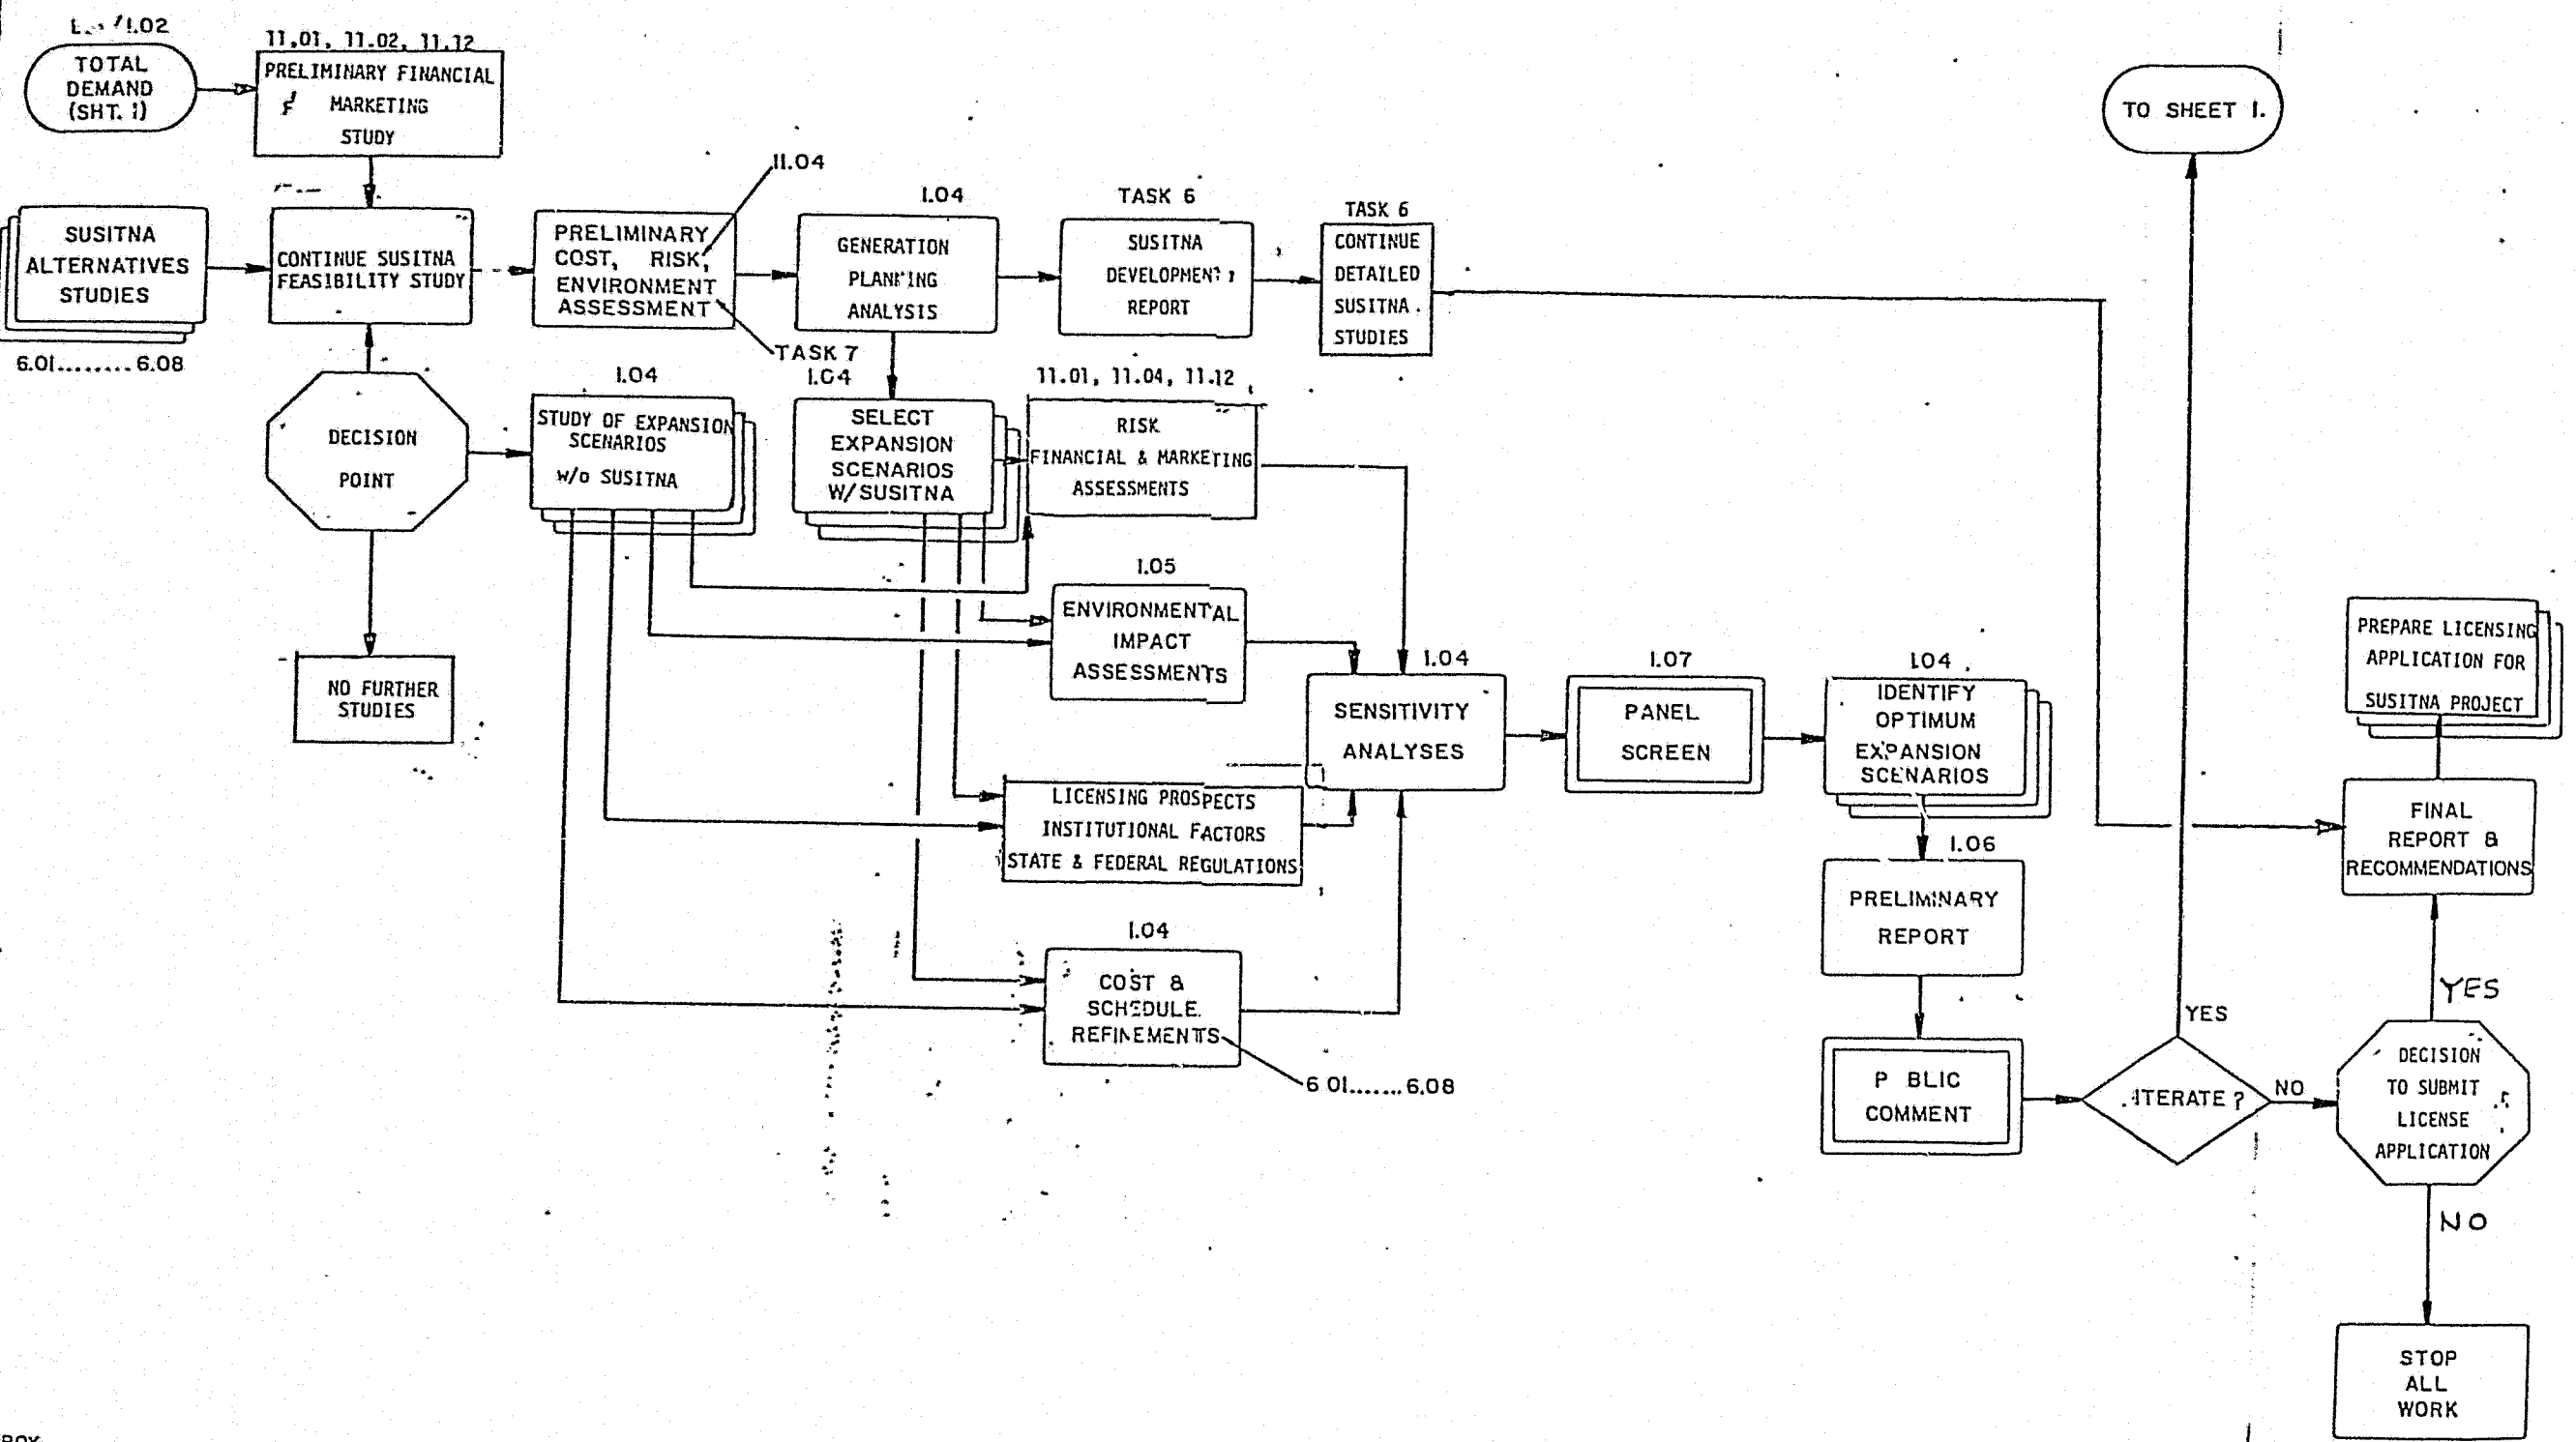 1.02
TOTAL
DEMAND
(SHT. 1)
11.01, 11.02, 11.12
PRELIMINARY FINANCIAL
& MARKETING
STUDY
TO SHEET 1.
11.04
SUSITNA
ALTERNATIVES
STUDIES
6.01........6.08
CONTINUE SUSITNA
FEASIBILITY STUDY
PRELIMINARY
COST, RISK,
ENVIRONMENT
ASSESSMENT
TASK 7
1.04
GENERATION
PLANNING
ANALYSIS
TASK 6
SUSITNA
DEVELOPMENT
REPORT
TASK 6
CONTINUE
DETAILED
SUSITNA
STUDIES
DECISION
POINT
1.04
STUDY OF EXPANSION
SCENARIOS
W/O SUSITNA
1.04
SELECT
EXPANSION
SCENARIOS
W/SUSITNA
11.01, 11.04, 11.12
RISK
FINANCIAL & MARKETING
ASSESSMENTS
NO FURTHER
STUDIES
1.05
ENVIRONMENTAL
IMPACT
ASSESSMENTS
LICENSING PROSPECTS
INSTITUTIONAL FACTORS
STATE & FEDERAL REGULATIONS
1.04
COST &
SCHEDULE
REFINEMENTS
6.01.......6.08
1.04
SENSITIVITY
ANALYSES
1.07
PANEL
SCREEN
1.04
IDENTIFY
OPTIMUM
EXPANSION
SCENARIOS
1.06
PRELIMINARY
REPORT
P BLIC
COMMENT
ITERATE?
YES
NO
PREPARE LICENSING
APPLICATION FOR
SUSITNA PROJECT
FINAL
REPORT &
RECOMMENDATIONS
YES
DECISION
TO SUBMIT
LICENSE
APPLICATION
NO
STOP
ALL
WORK